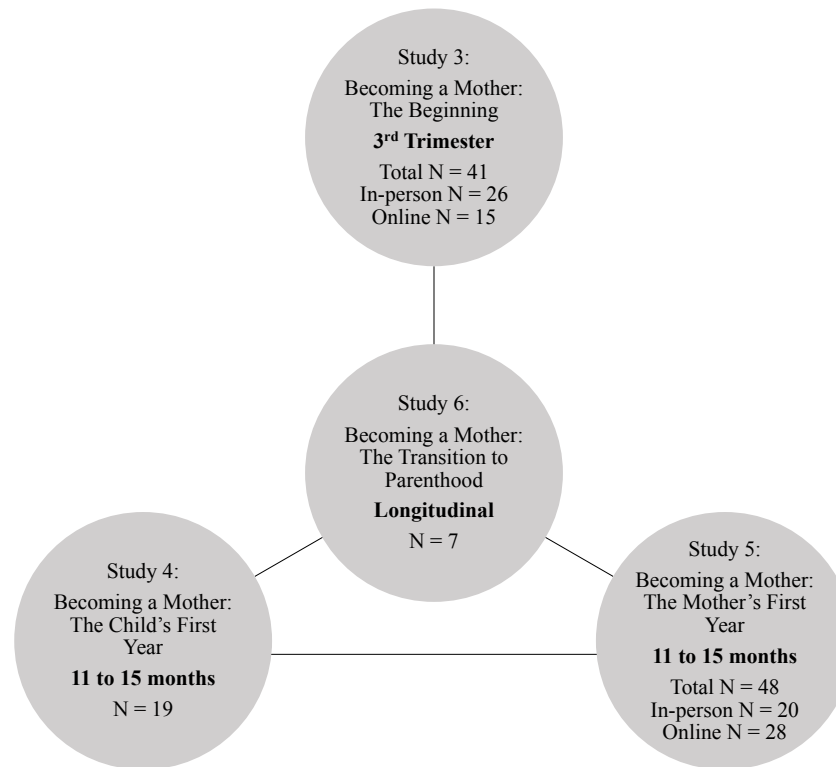 Study 3:
Becoming a Mother:
The Beginning
3rd Trimester
Total N = 41
In-person N = 26
Online N = 15
Study 6:
Becoming a Mother:
The Transition to
Parenthood
Longitudinal
N = 7
Study 4:
Becoming a Mother:
The Child’s First
Year
11 to 15 months
N = 19
Study 5:
Becoming a Mother:
The Mother’s First
Year
11 to 15 months
Total N = 48
In-person N = 20
Online N = 28